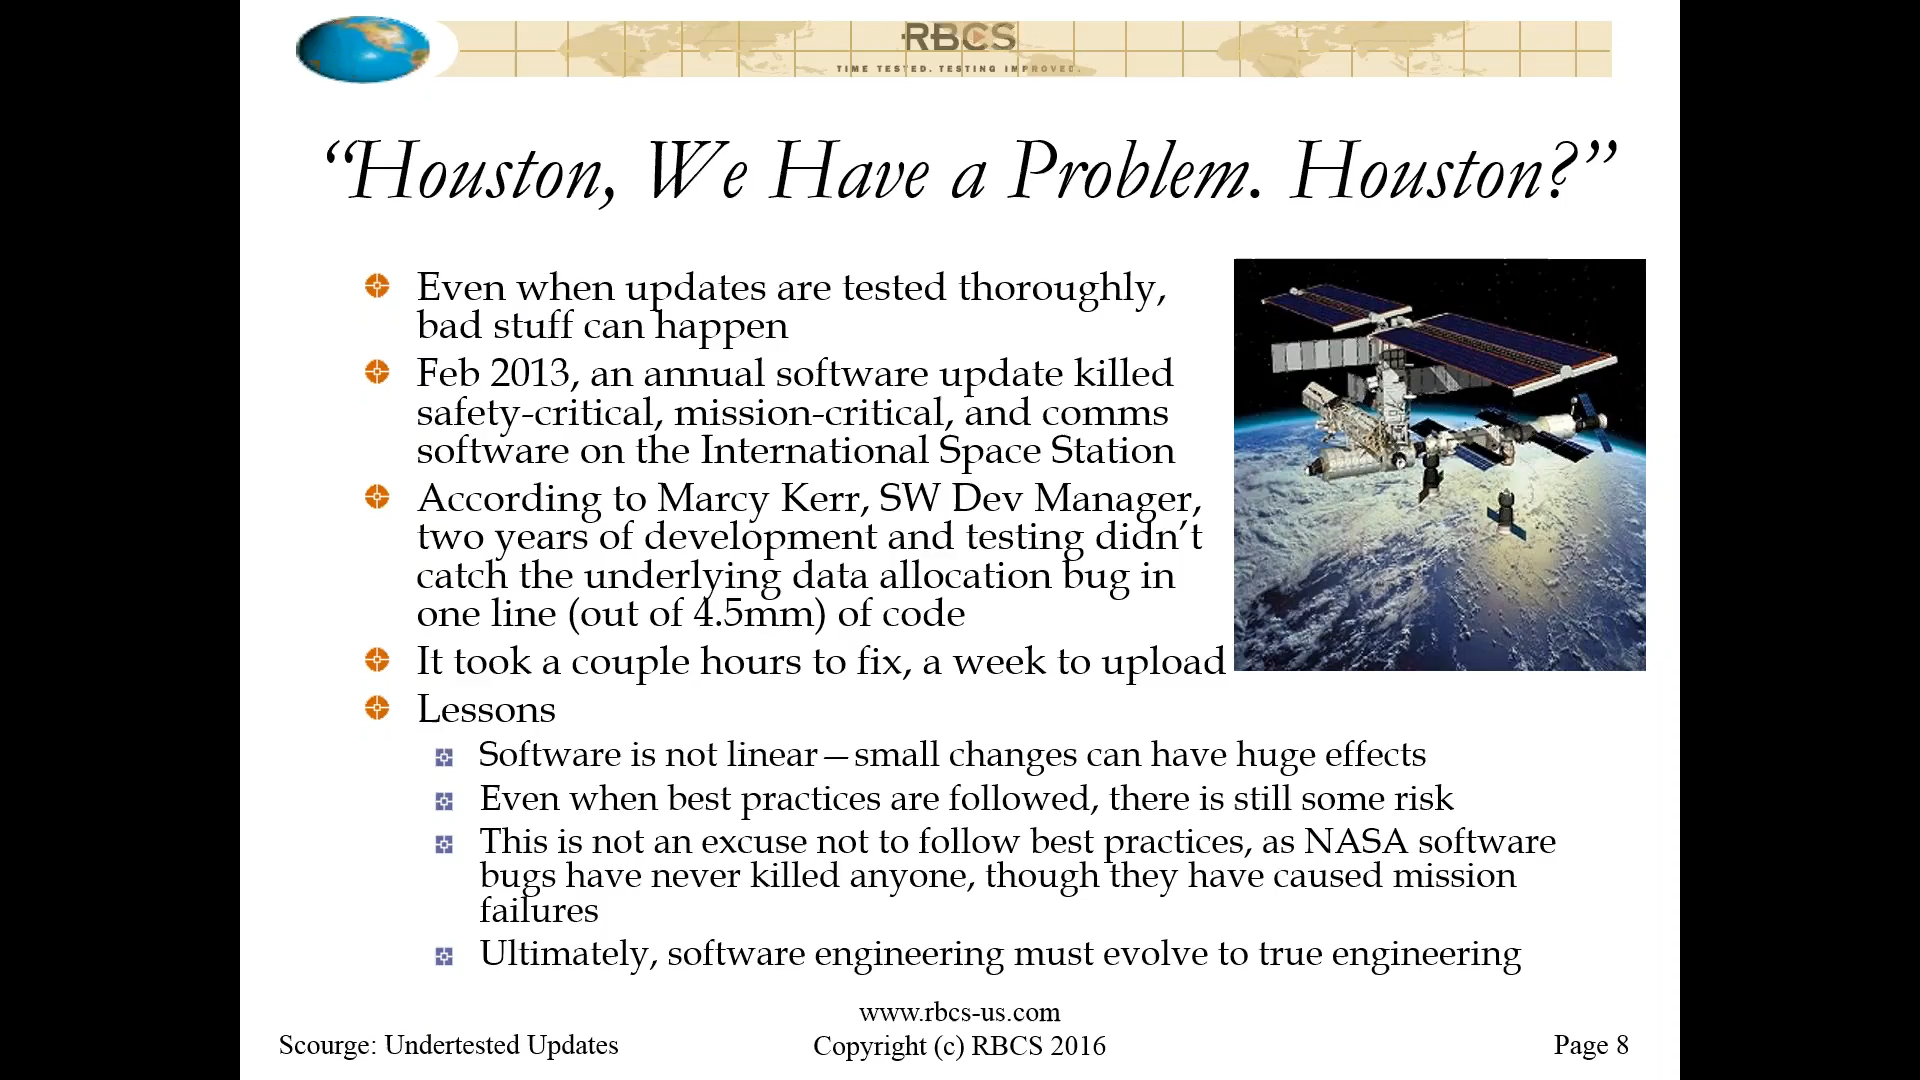 RBCS
TIME TESTED. TESTING IMPROVED.
“Houston, We Have a Problem. Houston?”
Even when updates are tested thoroughly,
bad stuff can happen
Feb 2013, an annual software update killed
safety-critical, mission-critical, and comms
software on the International Space Station
According to Marcy Kerr, SW Dev Manager,
two years of development and testing didn’t
catch the underlying data allocation bug in
one line (out of 4.5mm) of code
It took a couple hours to fix, a week to upload
Lessons
Software is not linear—small changes can have huge effects
Even when best practices are followed, there is still some risk
This is not an excuse not to follow best practices, as NASA software
bugs have never killed anyone, though they have caused mission
failures
Ultimately, software engineering must evolve to true engineering
www.rbcs-us.com
Scourge: Undertested Updates
Copyright (c) RBCS 2016
Page 8